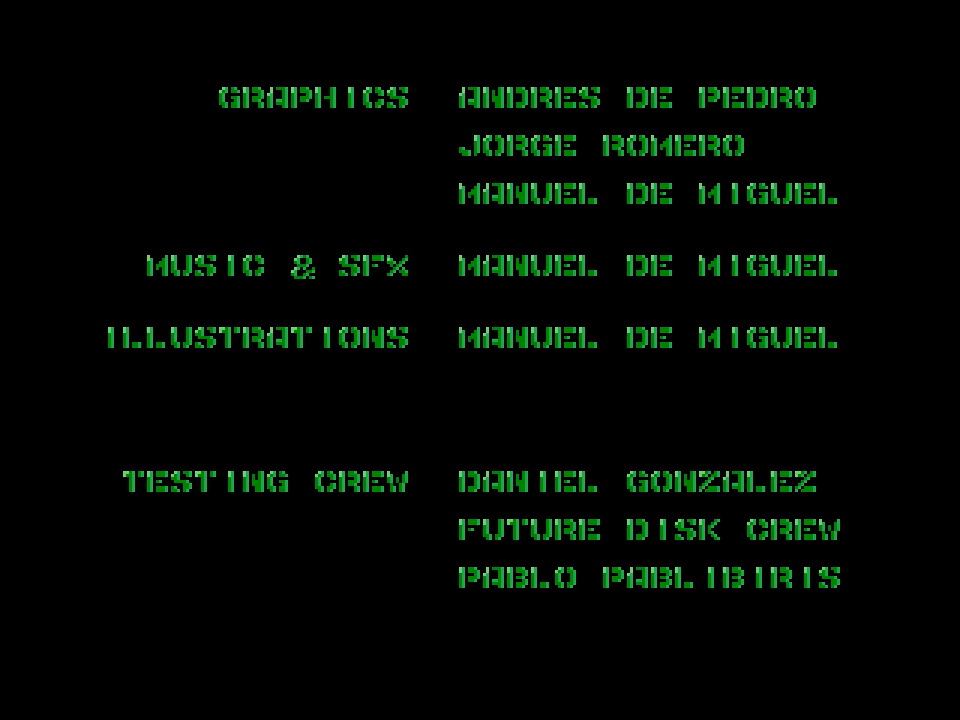 GRAPHICS ANDRES DE PEDRO
JORGE ROMERO
MANUEL DE MIGUEL
MUSIC & SFX MANUEL DE MIGUEL
ILLUSTRATIONS MANUEL DE MIGUEL
TESTING CREW DANIEL GONZALEZ
FUTURE DISK CREW
PABLO PABLIBIRIS